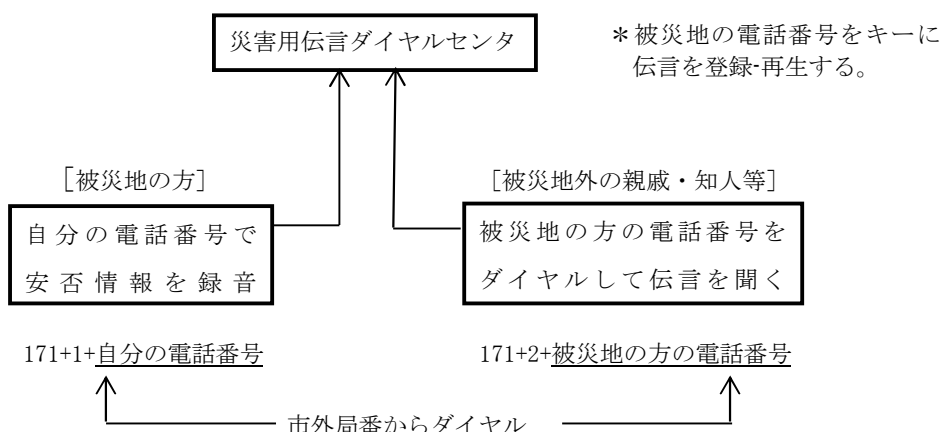 災害用伝言ダイヤルセンタ
＊被災地の電話番号をキーに
伝言を登録-再生する。
［被災地の方］
［被災地外の親戚・知人等］
自分の電話番号で
安否情報を録音
被災地の方の電話番号を
ダイヤルして伝言を聞く
171+1+自分の電話番号
171+2+被災地の方の電話番号
市外局番からダイヤル